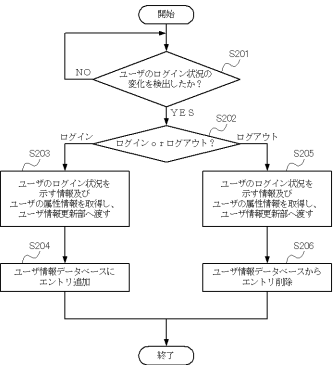 開始
S201
ユーザのログイン状況の
変化を検出したか？
NO
YES
S202
ログインorログアウト？
ログイン
ログアウト
S203
ユーザのログイン状況を
示す情報及び
ユーザの属性情報を取得し、
ユーザ情報更新部へ渡す
S205
ユーザのログイン状況を
示す情報及び
ユーザの属性情報を取得し、
ユーザ情報更新部へ渡す
S204
ユーザ情報データベースに
エントリ追加
S206
ユーザ情報データベースから
エントリ削除
終了